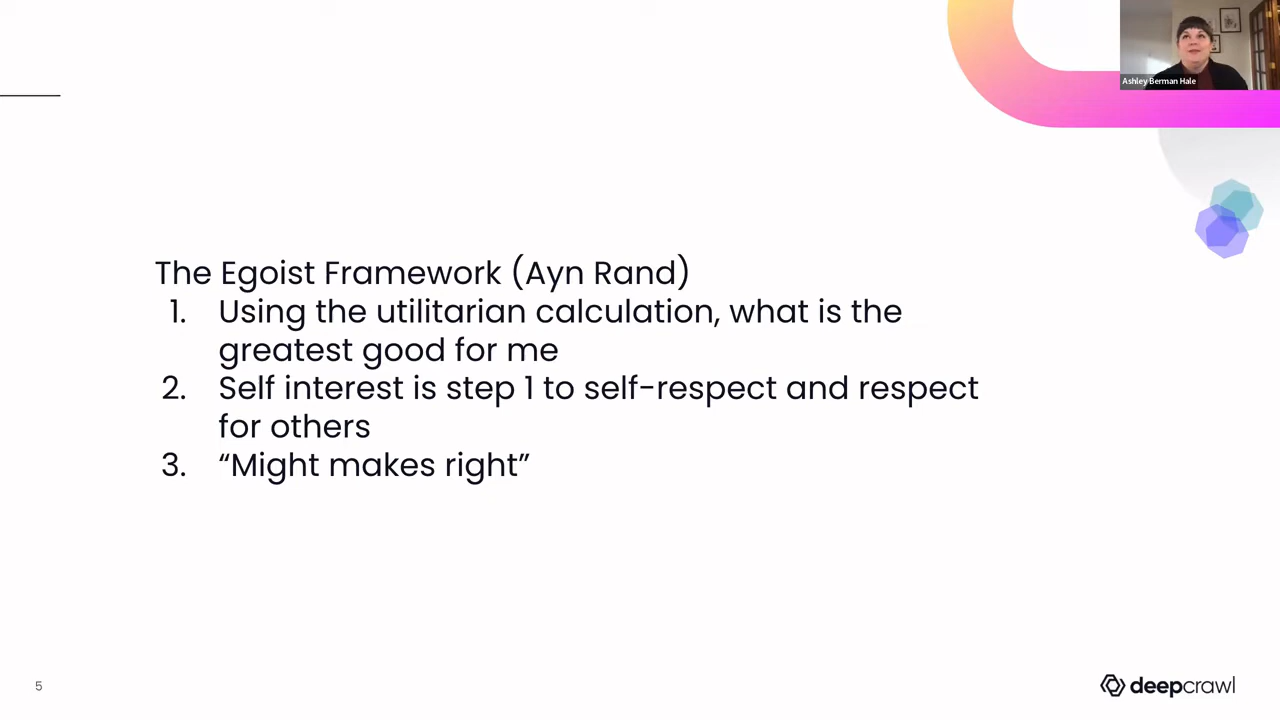 Ashley Berman Hale
The Egoist Framework (Ayn Rand)
1. Using the utilitarian calculation, what is the
greatest good for me
2. Self interest is step 1 to self-respect and respect
for others
3. “Might makes right”
5
deepcrawl